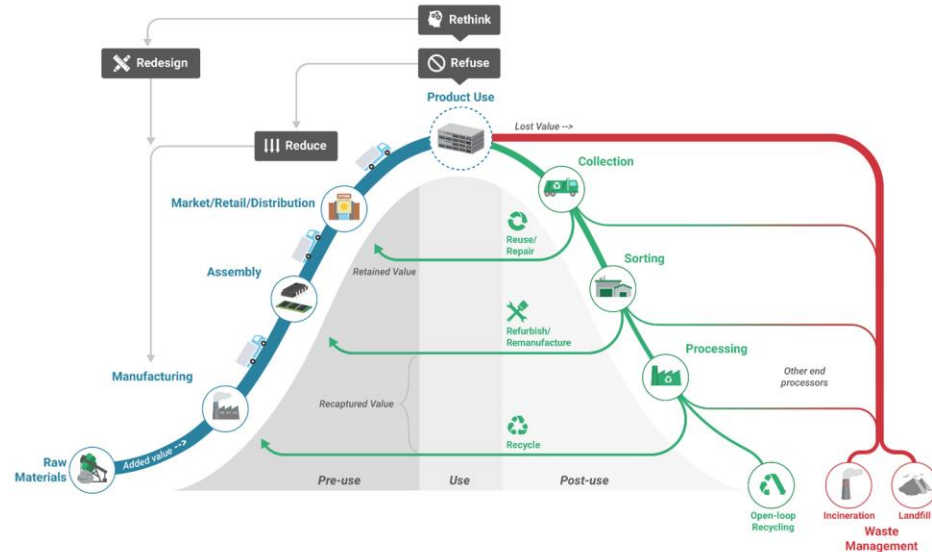 Rethink
Redesign
Refuse
Product Use
Lost Value -->
Reduce
Collection
Market/Retail/Distribution
Reuse/
Repair
Retained Value
Sorting
Assembly
Refurbish/
Remanufacture
Processing
Manufacturing
Other end
processors
Recaptured Value
Recycle
Added value -->
Raw
Materials
Pre-use
Use
Post-use
Open-loop
Recycling
Incineration
Landfill
Waste
Management